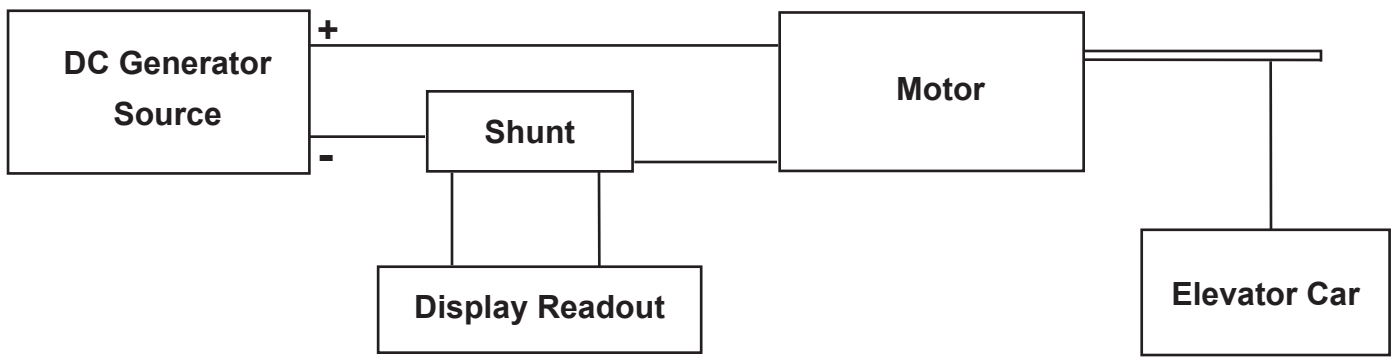 DC Generator
Source
+
-
Shunt
Display Readout
Motor
Elevator Car